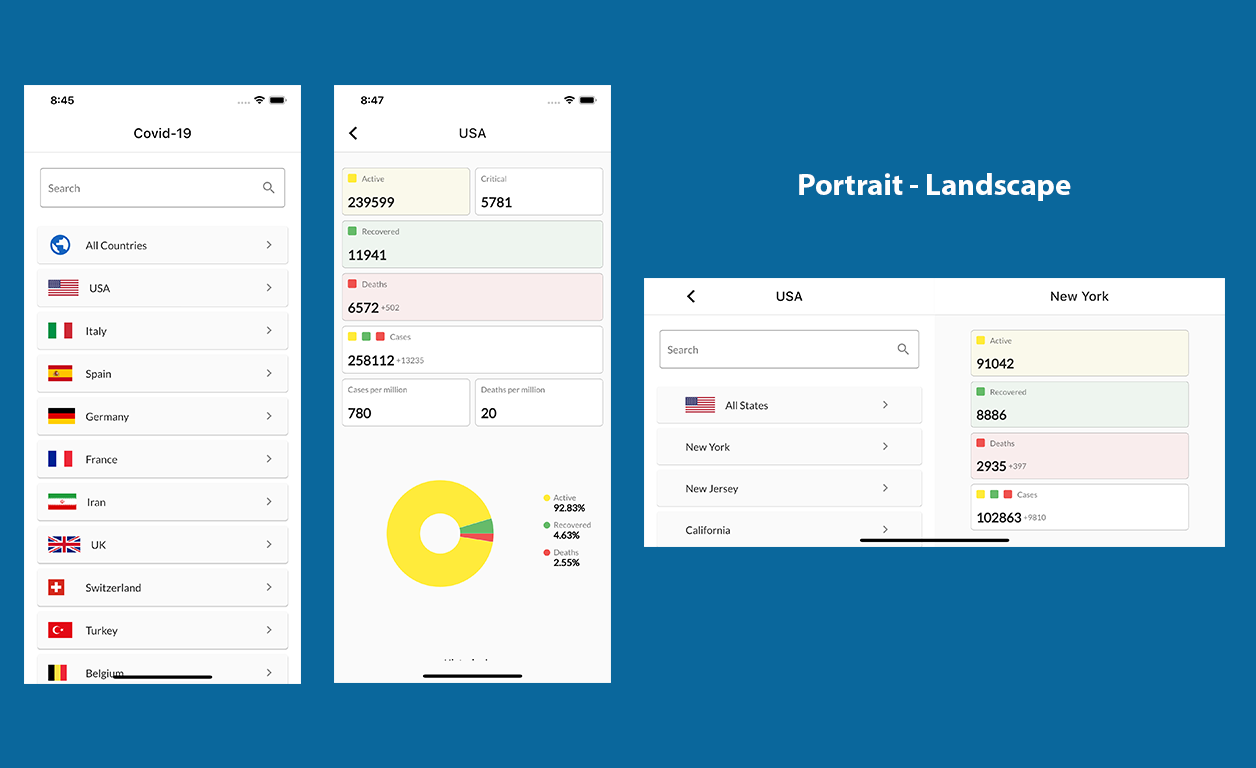 8:45
Covid-19
Search
All Countries
USA
Italy
Spain
Germany
France
Iran
UK
Switzerland
Turkey
Belgium
8:47
USA
Active
239599
Critical
5781
Recovered
11941
Deaths
6572 +502
Cases
258112 +13235
Cases per million
780
Deaths per million
20
Active
92.83%
Recovered
4.63%
Deaths
2.55%
Portrait - Landscape
USA
Search
All States
New York
New Jersey
California
New York
Active
91042
Recovered
8886
Deaths
2935 +397
Cases
102863 +9810